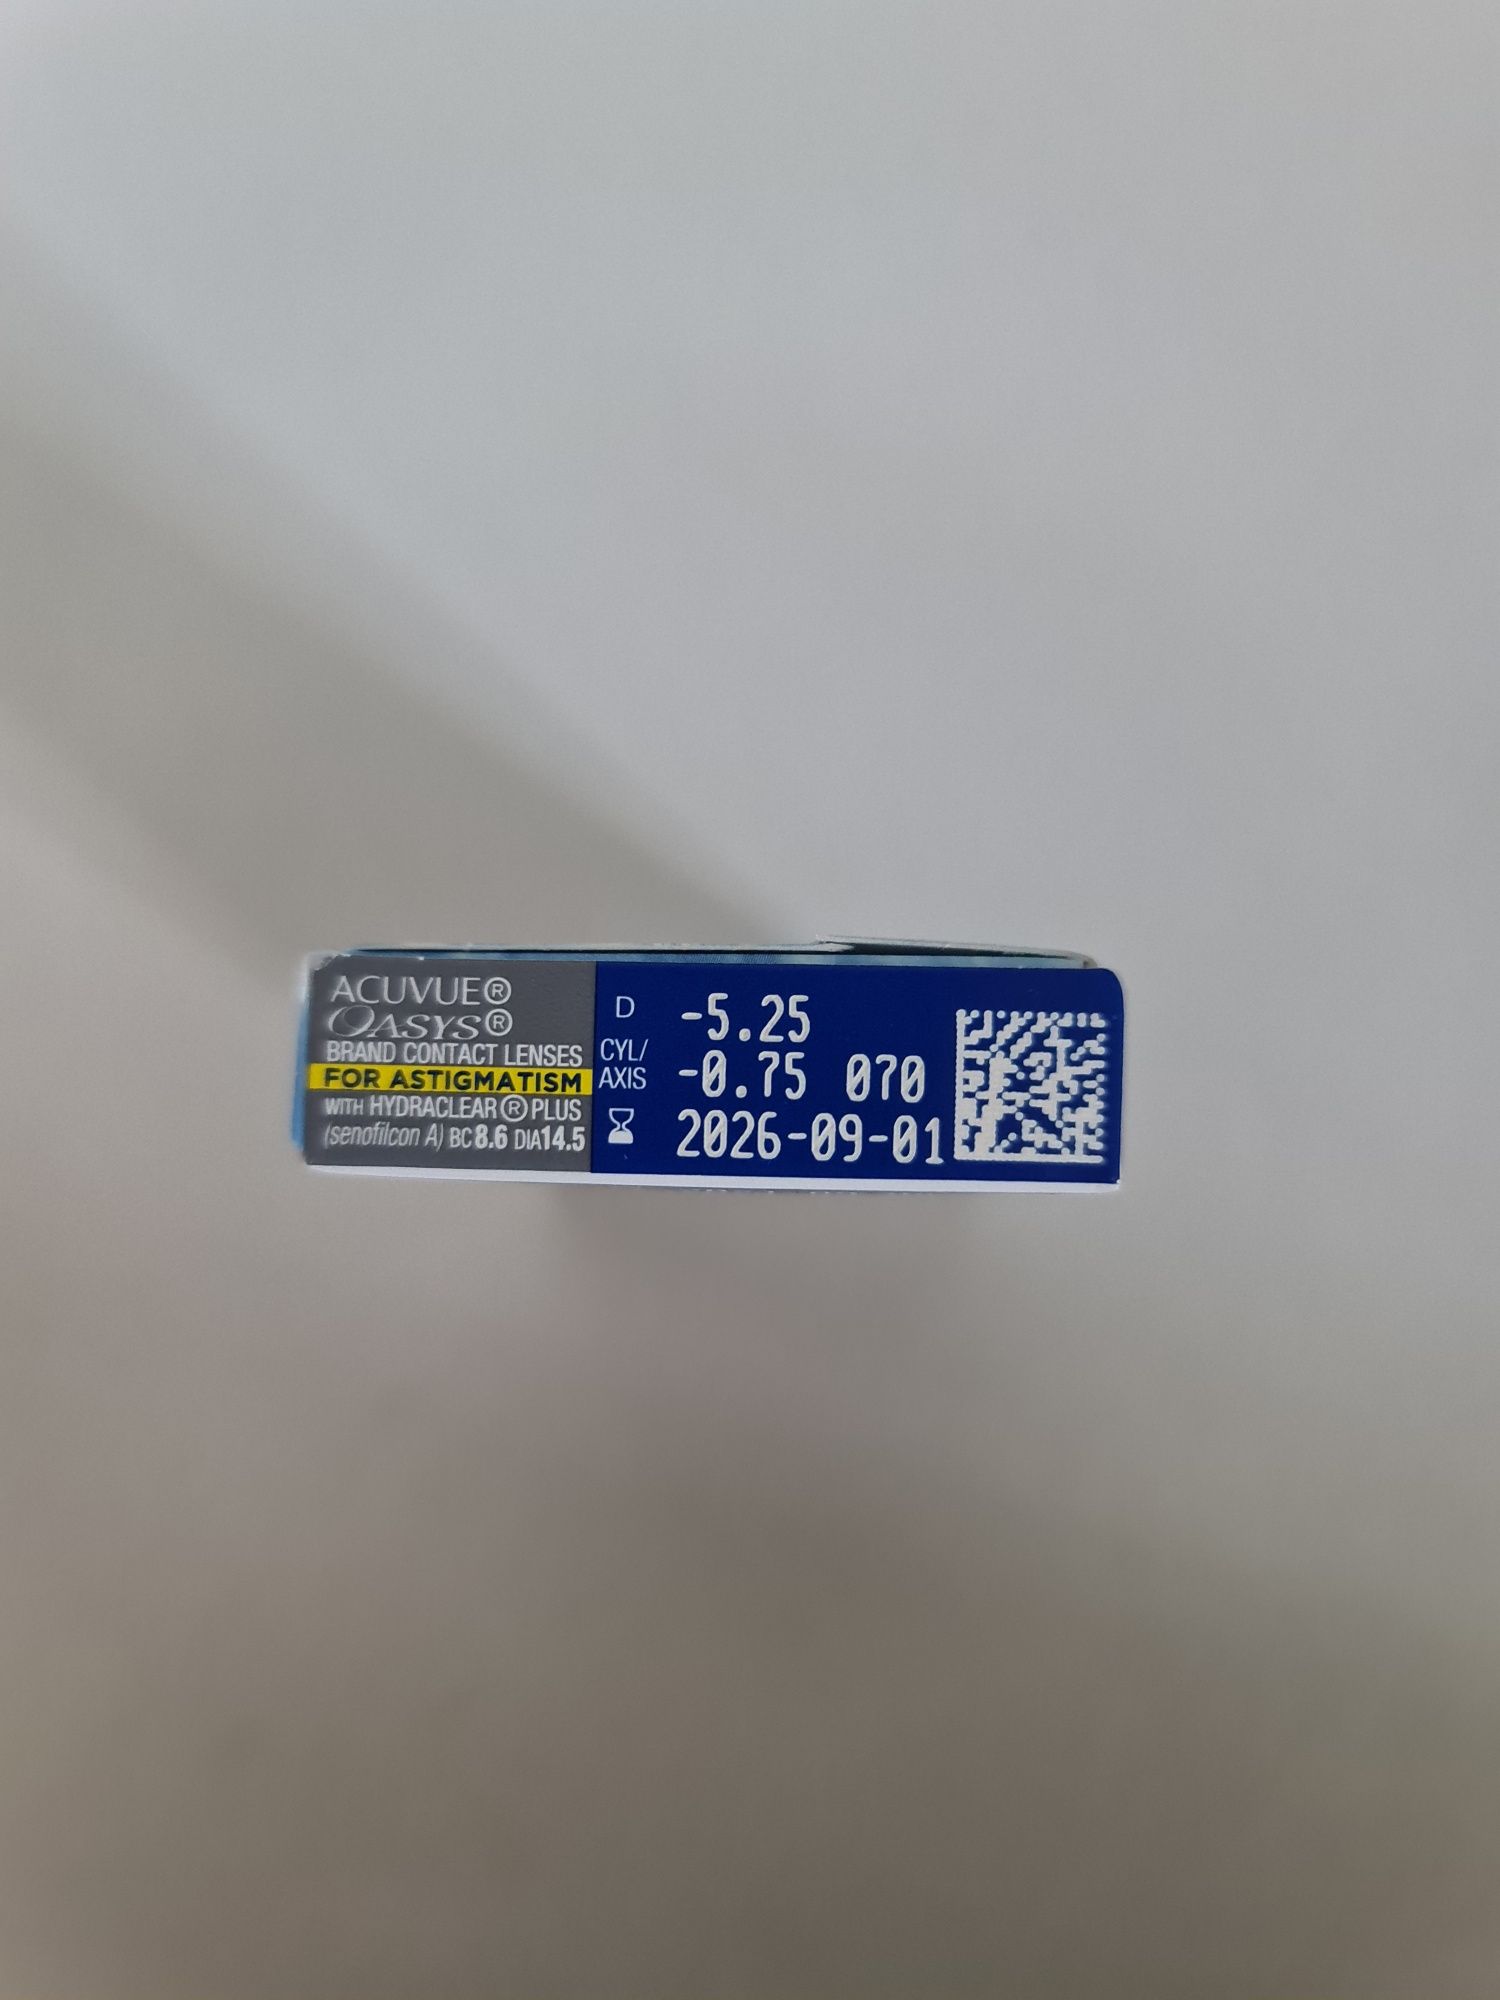 ACUVUE®
OASYS®
BRAND CONTACT LENSES
FOR ASTIGMATISM
WITH HYDRACLEAR® PLUS
(senofilcon A) BC 8.6 DIA 14.5
D -5.25
CYL/
AXIS -0.75 070
2026-09-01